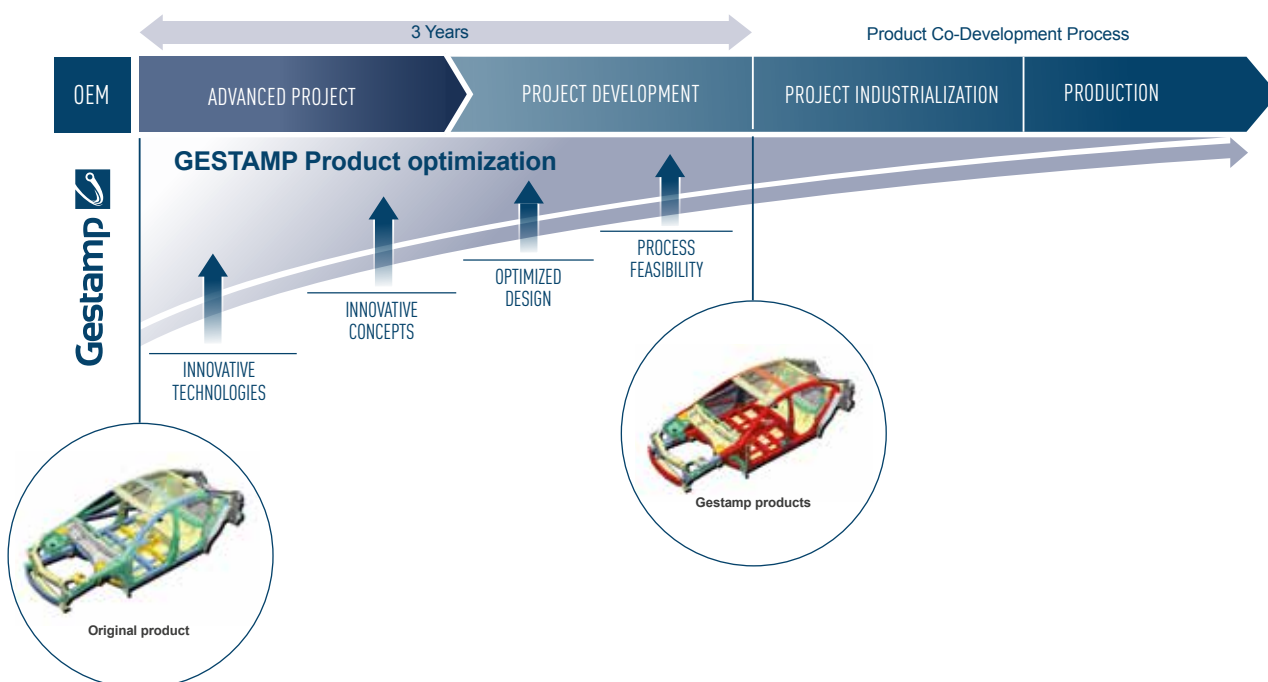 3 Years
Product Co-Development Process
OEM
ADVANCED PROJECT
PROJECT DEVELOPMENT
PROJECT INDUSTRIALIZATION
PRODUCTION
Gestamp
GESTAMP Product optimization
PROCESS
FEASIBILITY
OPTIMIZED
DESIGN
INNOVATIVE
CONCEPTS
INNOVATIVE
TECHNOLOGIES
Gestamp products
Original product